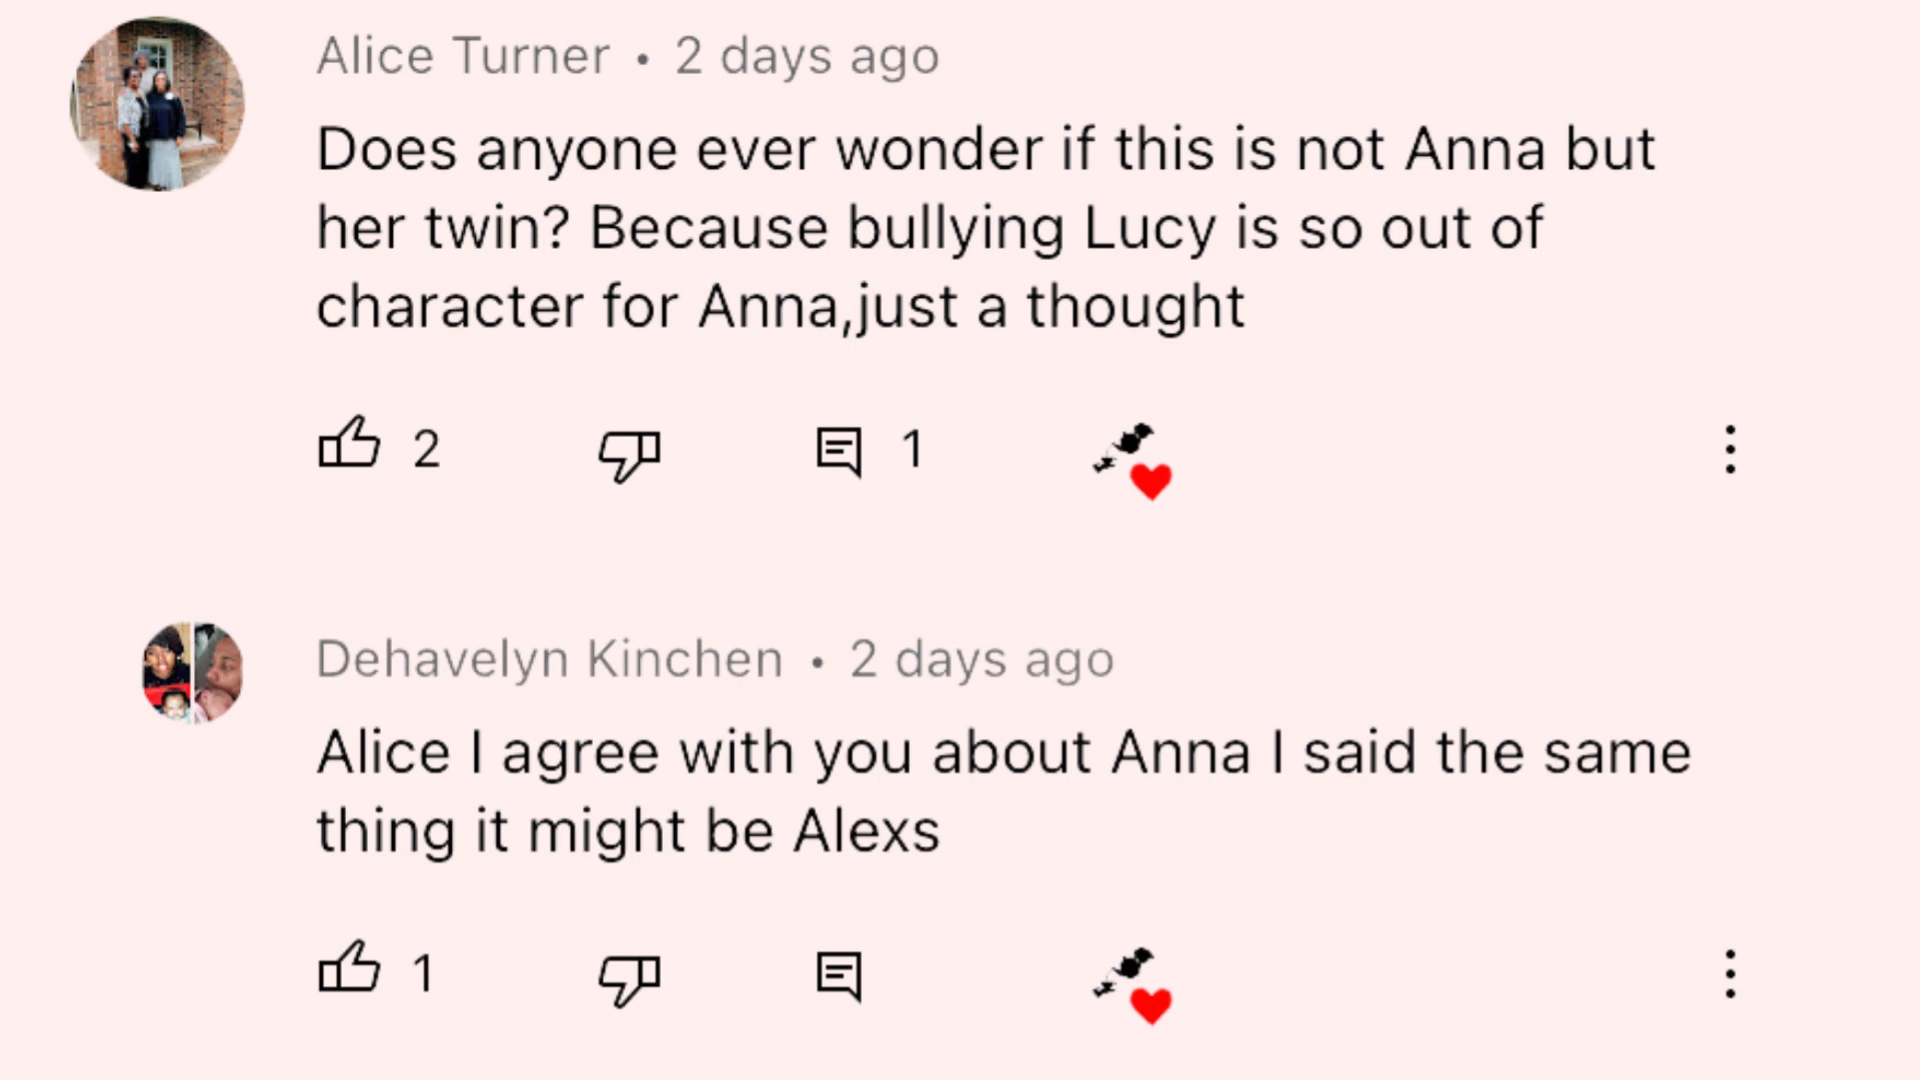 Alice Turner • 2 days ago
Does anyone ever wonder if this is not Anna but
her twin? Because bullying Lucy is so out of
character for Anna,just a thought
2 1
Dehavelyn Kinchen • 2 days ago
Alice I agree with you about Anna I said the same
thing it might be Alexs
1